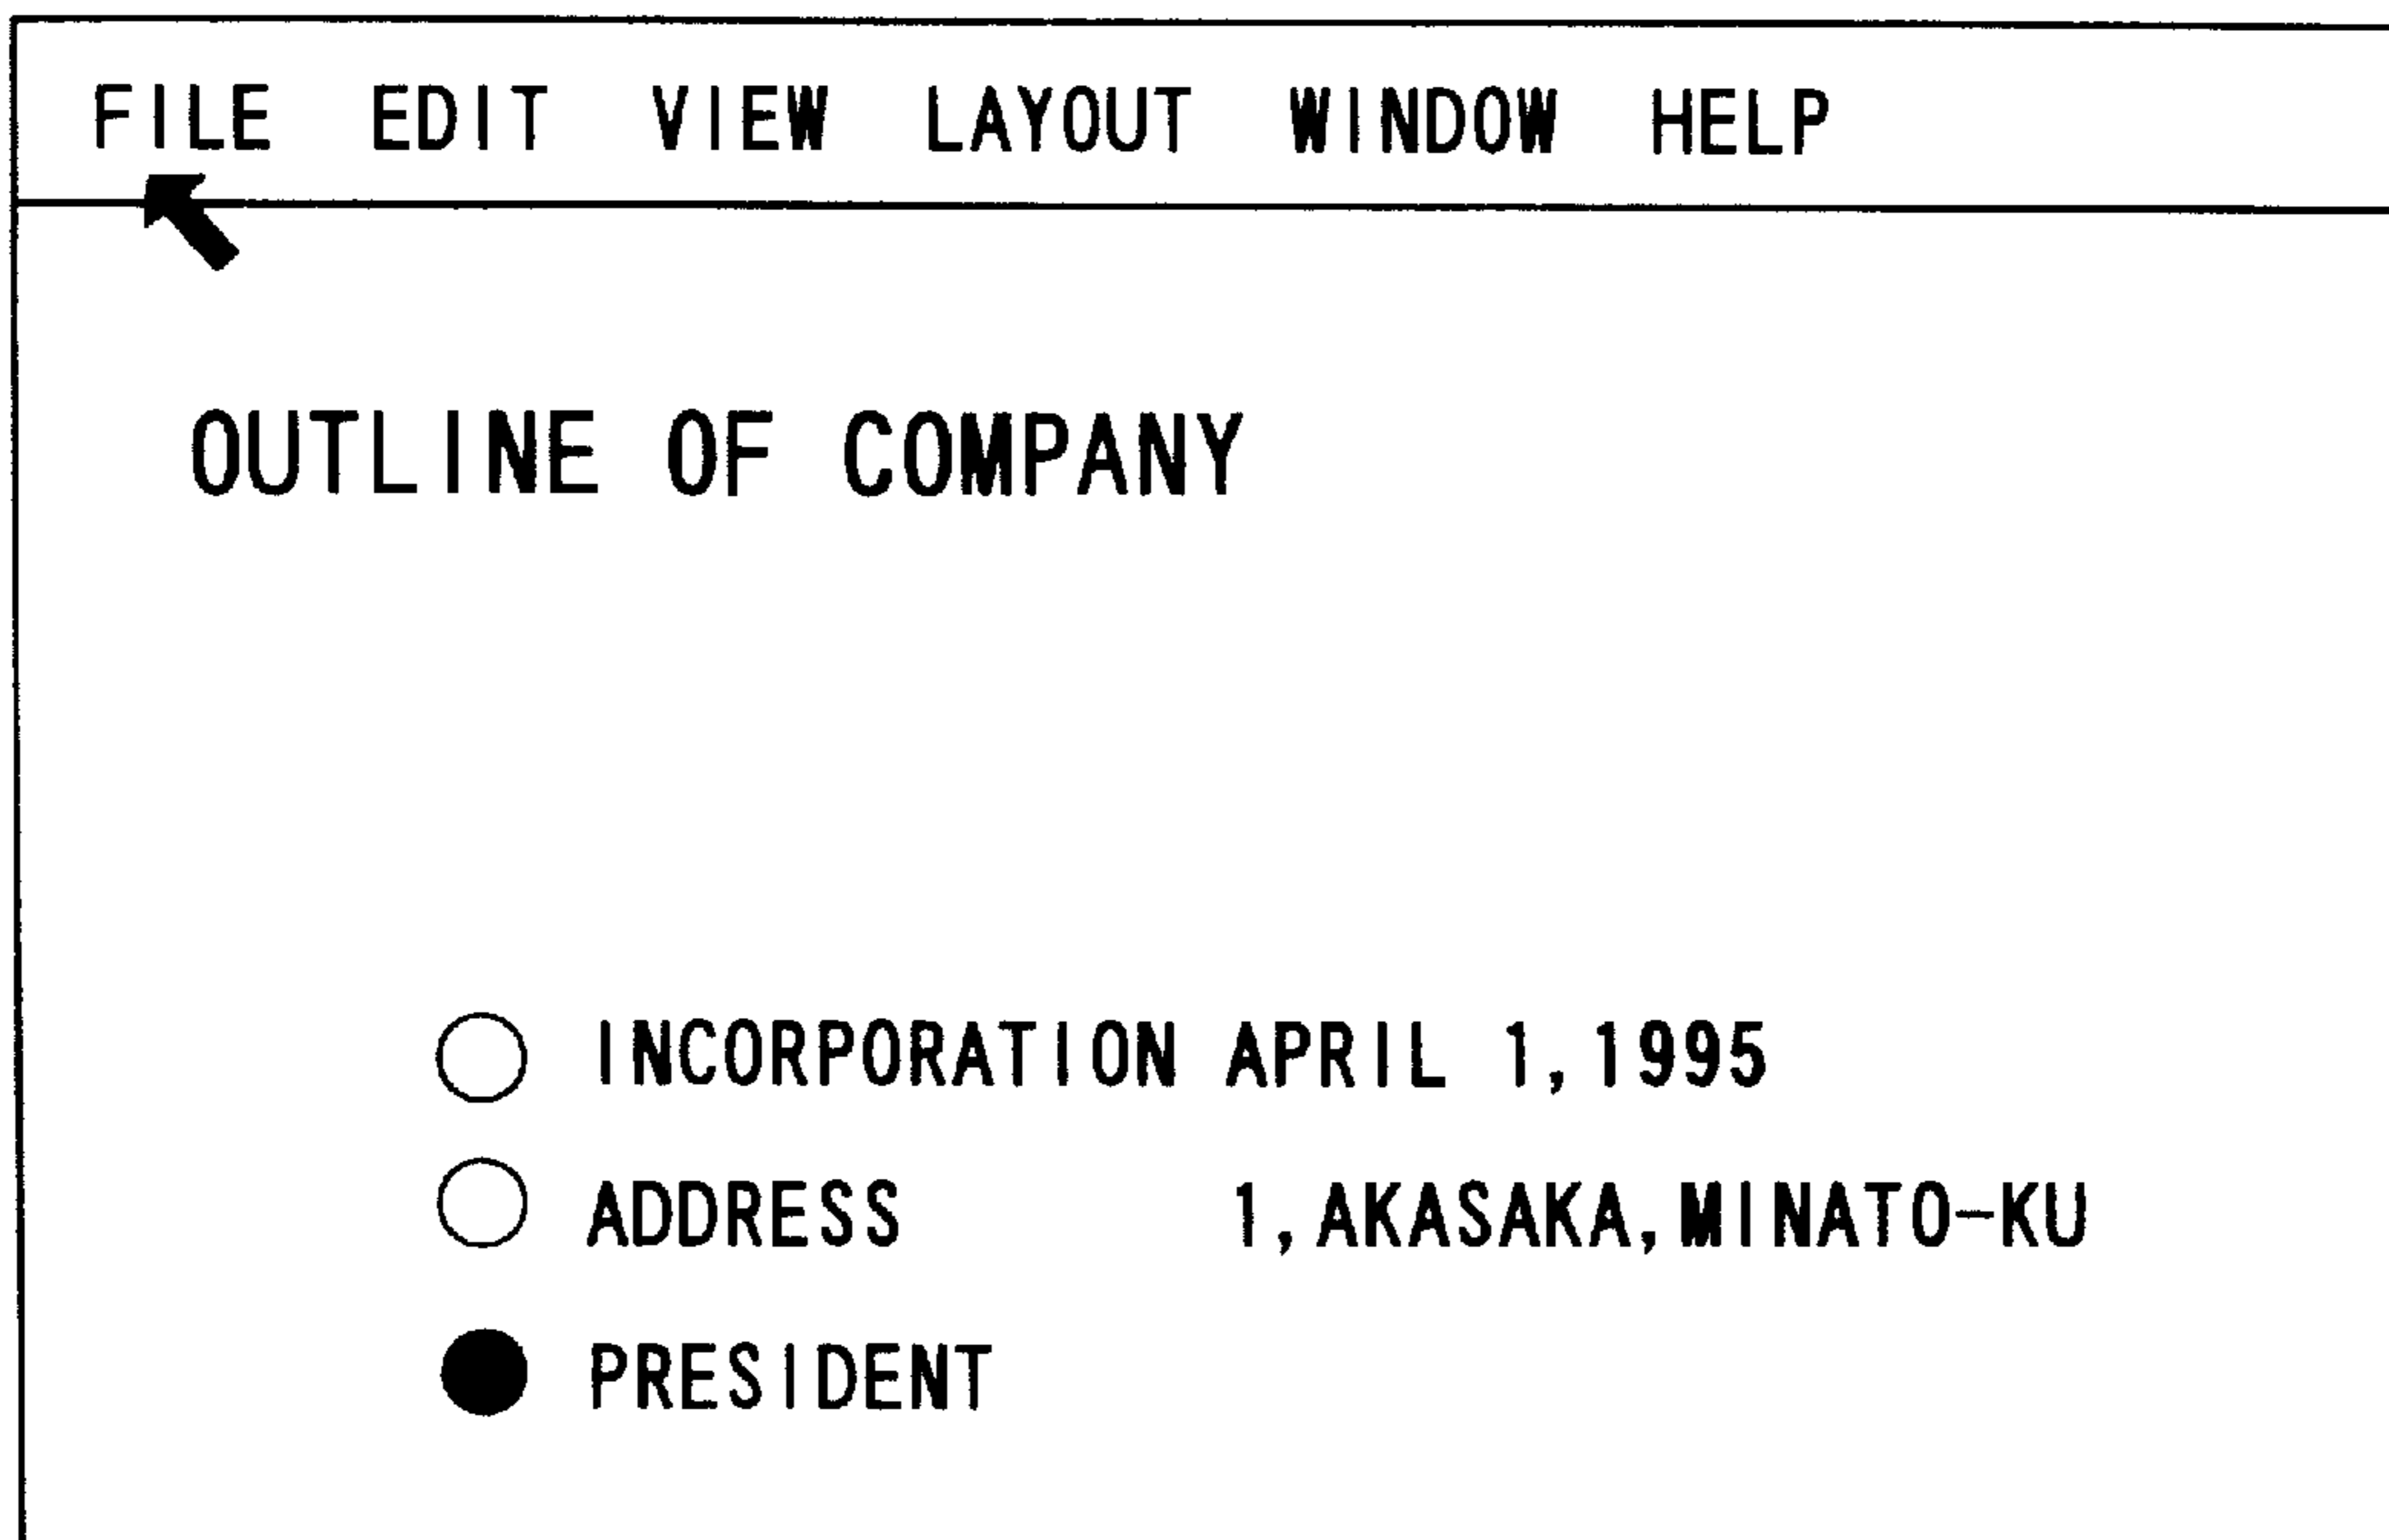 FILE EDIT VIEW LAYOUT WINDOW HELP
OUTLINE OF COMPANY
INCORPORATION APRIL 1,1995
ADDRESS 1,AKASAKA,MINATO-KU
PRESIDENT